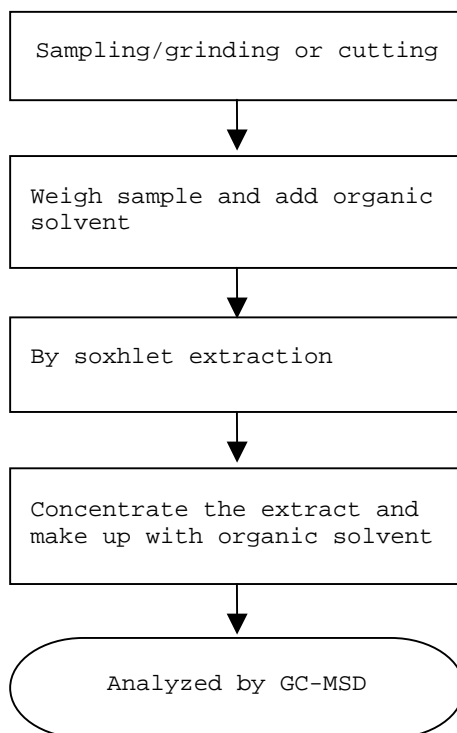 Sampling/grinding or cutting
Weigh sample and add organic
solvent
By soxhlet extraction
Concentrate the extract and
make up with organic solvent
Analyzed by GC-MSD